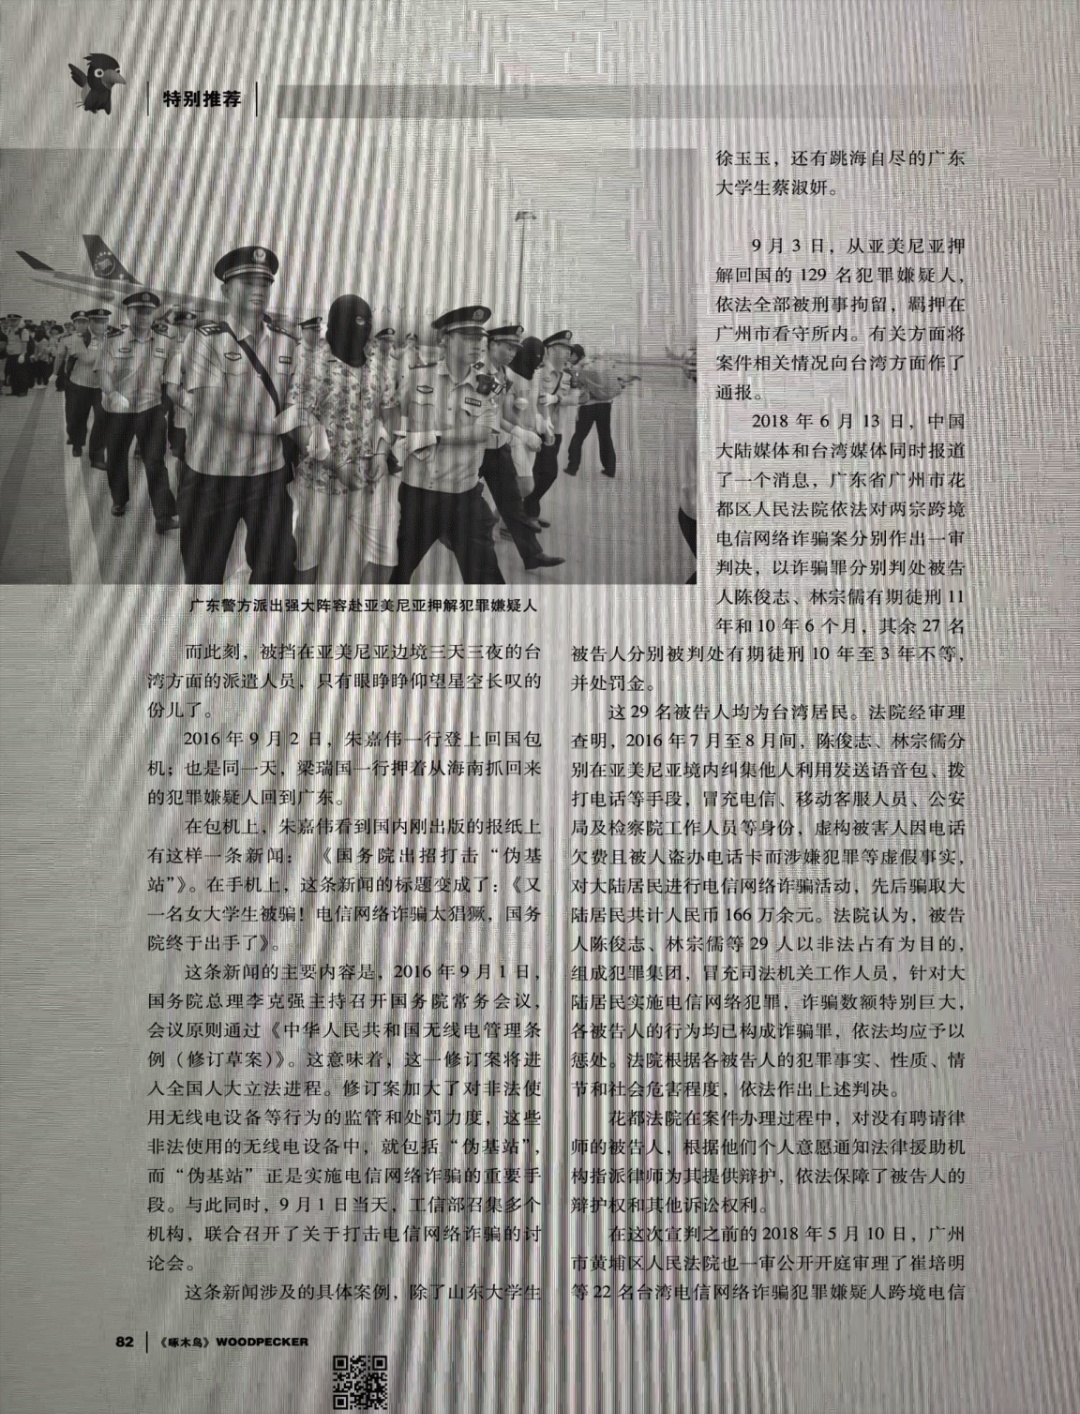 特别推荐
广东警方派出强大阵容赴亚美尼亚押解犯罪嫌疑人
而此刻，被挡在亚美尼亚边境三天三夜的台
湾方面的派遣人员，只有眼睁睁仰望星空长叹的
份儿了。
2016 年 9 月 2 日，朱嘉伟一行登上回国包
机；也是同一天，梁瑞国一行押着从海南抓回来
的犯罪嫌疑人回到广东。
在包机上，朱嘉伟看到国内刚出版的报纸上
有这样一条新闻：《国务院出招打击“伪基
站”》。在手机上，这条新闻的标题变成了：《又
一名女大学生被骗！电信网络诈骗太猖獗，国务
院终于出手了》。
这条新闻的主要内容是，2016 年 9 月 1 日，
国务院总理李克强主持召开国务院常务会议，
会议原则通过《中华人民共和国无线电管理条
例（修订草案）》。这意味着，这一修订案将进
入全国人大立法进程。修订案加大了对非法使
用无线电设备等行为的监管和处罚力度，这些
非法使用的无线电设备中，就包括“伪基站”，
而“伪基站”正是实施电信网络诈骗的重要手
段。与此同时，9 月 1 日当天，工信部召集多个
机构，联合召开了关于打击电信网络诈骗的讨
论会。
这条新闻涉及的具体案例，除了山东大学生
徐玉玉，还有跳海自尽的广东
大学生蔡淑妍。
9 月 3 日，从亚美尼亚押
解回国的 129 名犯罪嫌疑人，
依法全部被刑事拘留，羁押在
广州市看守所内。有关方面将
案件相关情况向台湾方面作了
通报。
2018 年 6 月 13 日，中国
大陆媒体和台湾媒体同时报道
了一个消息，广东省广州市花
都区人民法院依法对两宗跨境
电信网络诈骗案分别作出一审
判决，以诈骗罪分别判处被告
人陈俊志、林宗儒有期徒刑 11
年和 10 年 6 个月，其余 27 名
被告人分别被判处有期徒刑 10 年至 3 年不等，
并处罚金。
这 29 名被告人均为台湾居民。法院经审理
查明，2016 年 7 月至 8 月间，陈俊志、林宗儒分
别在亚美尼亚境内纠集他人利用发送语音包、拨
打电话等手段，冒充电信、移动客服人员、公安
局及检察院工作人员等身份，虚构被害人因电话
欠费且被人盗办电话卡而涉嫌犯罪等虚假事实，
对大陆居民进行电信网络诈骗活动，先后骗取大
陆居民共计人民币 166 万余元。法院认为，被告
人陈俊志、林宗儒等 29 人以非法占有为目的，
组成犯罪集团，冒充司法机关工作人员，针对大
陆居民实施电信网络犯罪，诈骗数额特别巨大，
各被告人的行为均已构成诈骗罪，依法均应予以
惩处。法院根据各被告人的犯罪事实、性质、情
节和社会危害程度，依法作出上述判决。
花都法院在案件办理过程中，对没有聘请律
师的被告人，根据他们个人意愿通知法律援助机
构指派律师为其提供辩护，依法保障了被告人的
辩护权和其他诉讼权利。
在这次宣判之前的 2018 年 5 月 10 日，广州
市黄埔区人民法院也一审公开开庭审理了崔培明
等 22 名台湾电信网络诈骗犯罪嫌疑人跨境电信
82 《啄木鸟》WOODPECKER